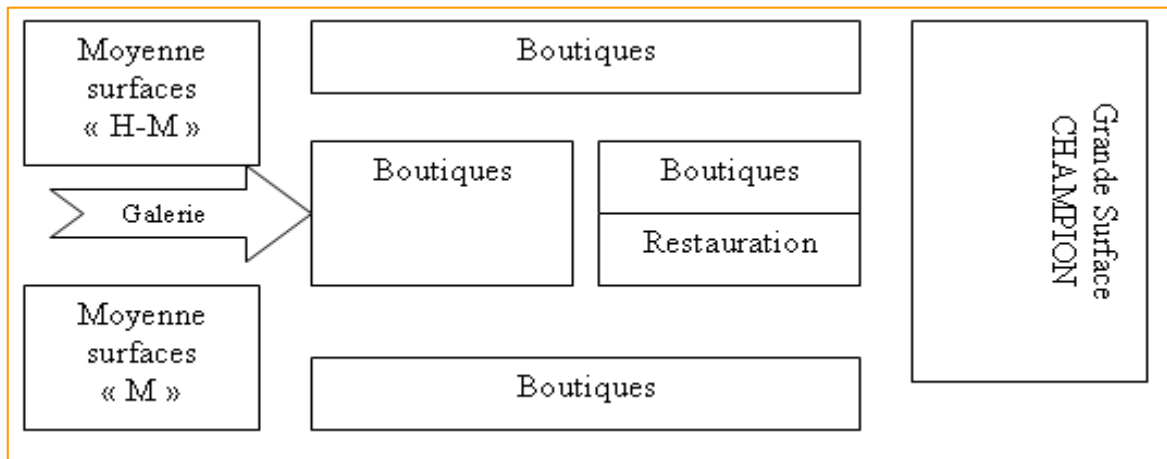 Moyenne
surfaces
« H-M »
Boutiques
Grande Surface
CHAMPION
Galerie
Boutiques
Boutiques
Restauration
Moyenne
surfaces
« M »
Boutiques